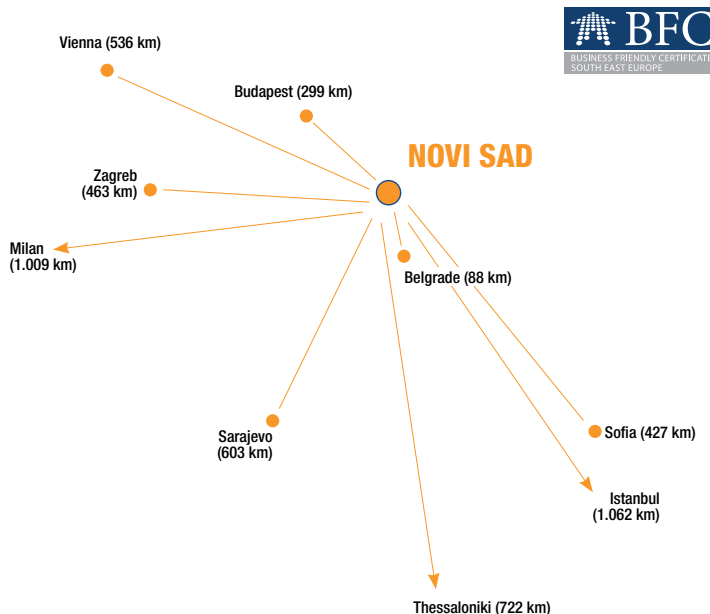 BFC
BUSINESS FRIENDLY CERTIFICATE
SOUTH EAST EUROPE
Vienna (536 km)
Budapest (299 km)
NOVI SAD
Zagreb
(463 km)
Milan
(1.009 km)
Belgrade (88 km)
Sarajevo
(603 km)
Sofia (427 km)
Istanbul
(1.062 km)
Thessaloniki (722 km)